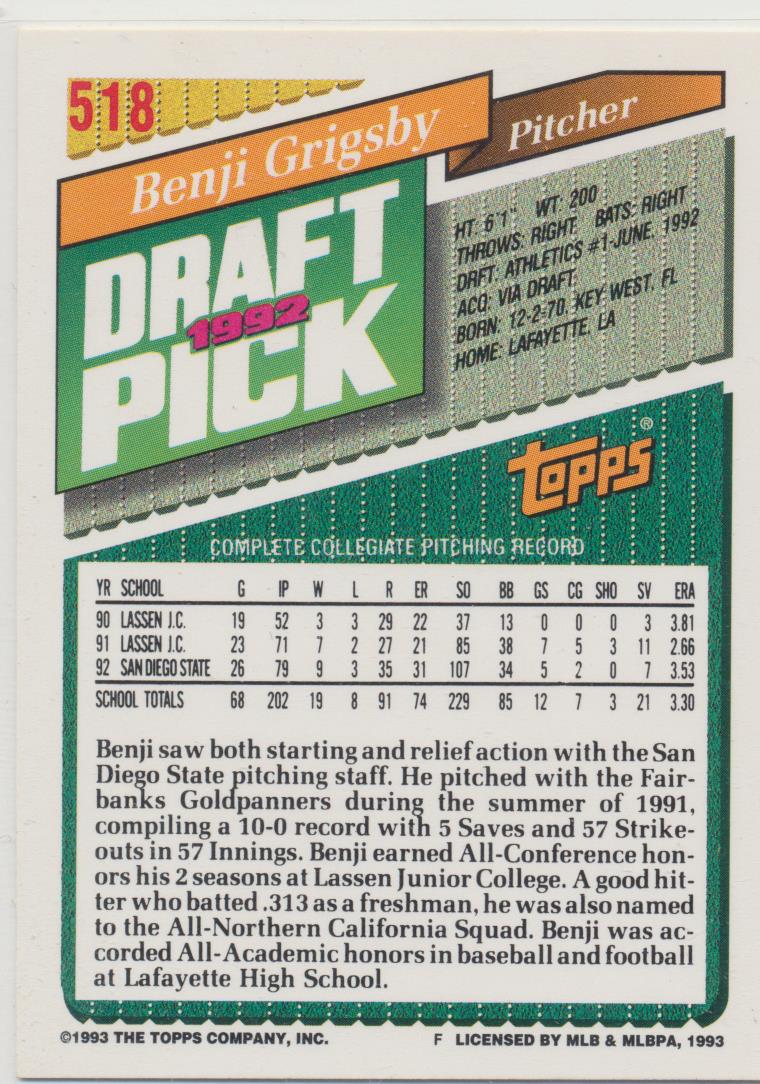 518
Benji Grigsby
Pitcher
DRAFT
1992
PICK
HT: 6'1" WT: 200
THROWS: RIGHT BATS: RIGHT
DRFT: ATHLETICS #1-JUNE, 1992
ACQ: VIA DRAFT
BORN: 12-2-70, KEY WEST, FL
HOME: LAFAYETTE, LA
topps®
COMPLETE COLLEGIATE PITCHING RECORD
YR SCHOOL G IP W L R ER SO BB GS CG SHO SV ERA
90 LASSEN J.C. 19 52 3 3 29 22 37 13 0 0 0 3 3.81
91 LASSEN J.C. 23 71 7 2 27 21 85 38 7 5 3 11 2.66
92 SAN DIEGO STATE 26 79 9 3 35 31 107 34 5 2 0 7 3.53
SCHOOL TOTALS 68 202 19 8 91 74 229 85 12 7 3 21 3.30
Benji saw both starting and relief action with the San
Diego State pitching staff. He pitched with the Fair-
banks Goldpanners during the summer of 1991,
compiling a 10-0 record with 5 Saves and 57 Strike-
outs in 57 Innings. Benji earned All-Conference hon-
ors his 2 seasons at Lassen Junior College. A good hit-
ter who batted .313 as a freshman, he was also named
to the All-Northern California Squad. Benji was ac-
corded All-Academic honors in baseball and football
at Lafayette High School.
©1993 THE TOPPS COMPANY, INC. F LICENSED BY MLB & MLBPA, 1993